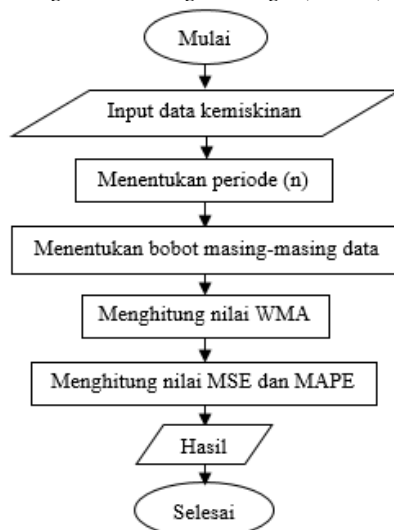 Mulai
Input data kemiskinan
Menentukan periode (n)
Menentukan bobot masing-masing data
Menghitung nilai WMA
Menghitung nilai MSE dan MAPE
Hasil
Selesai